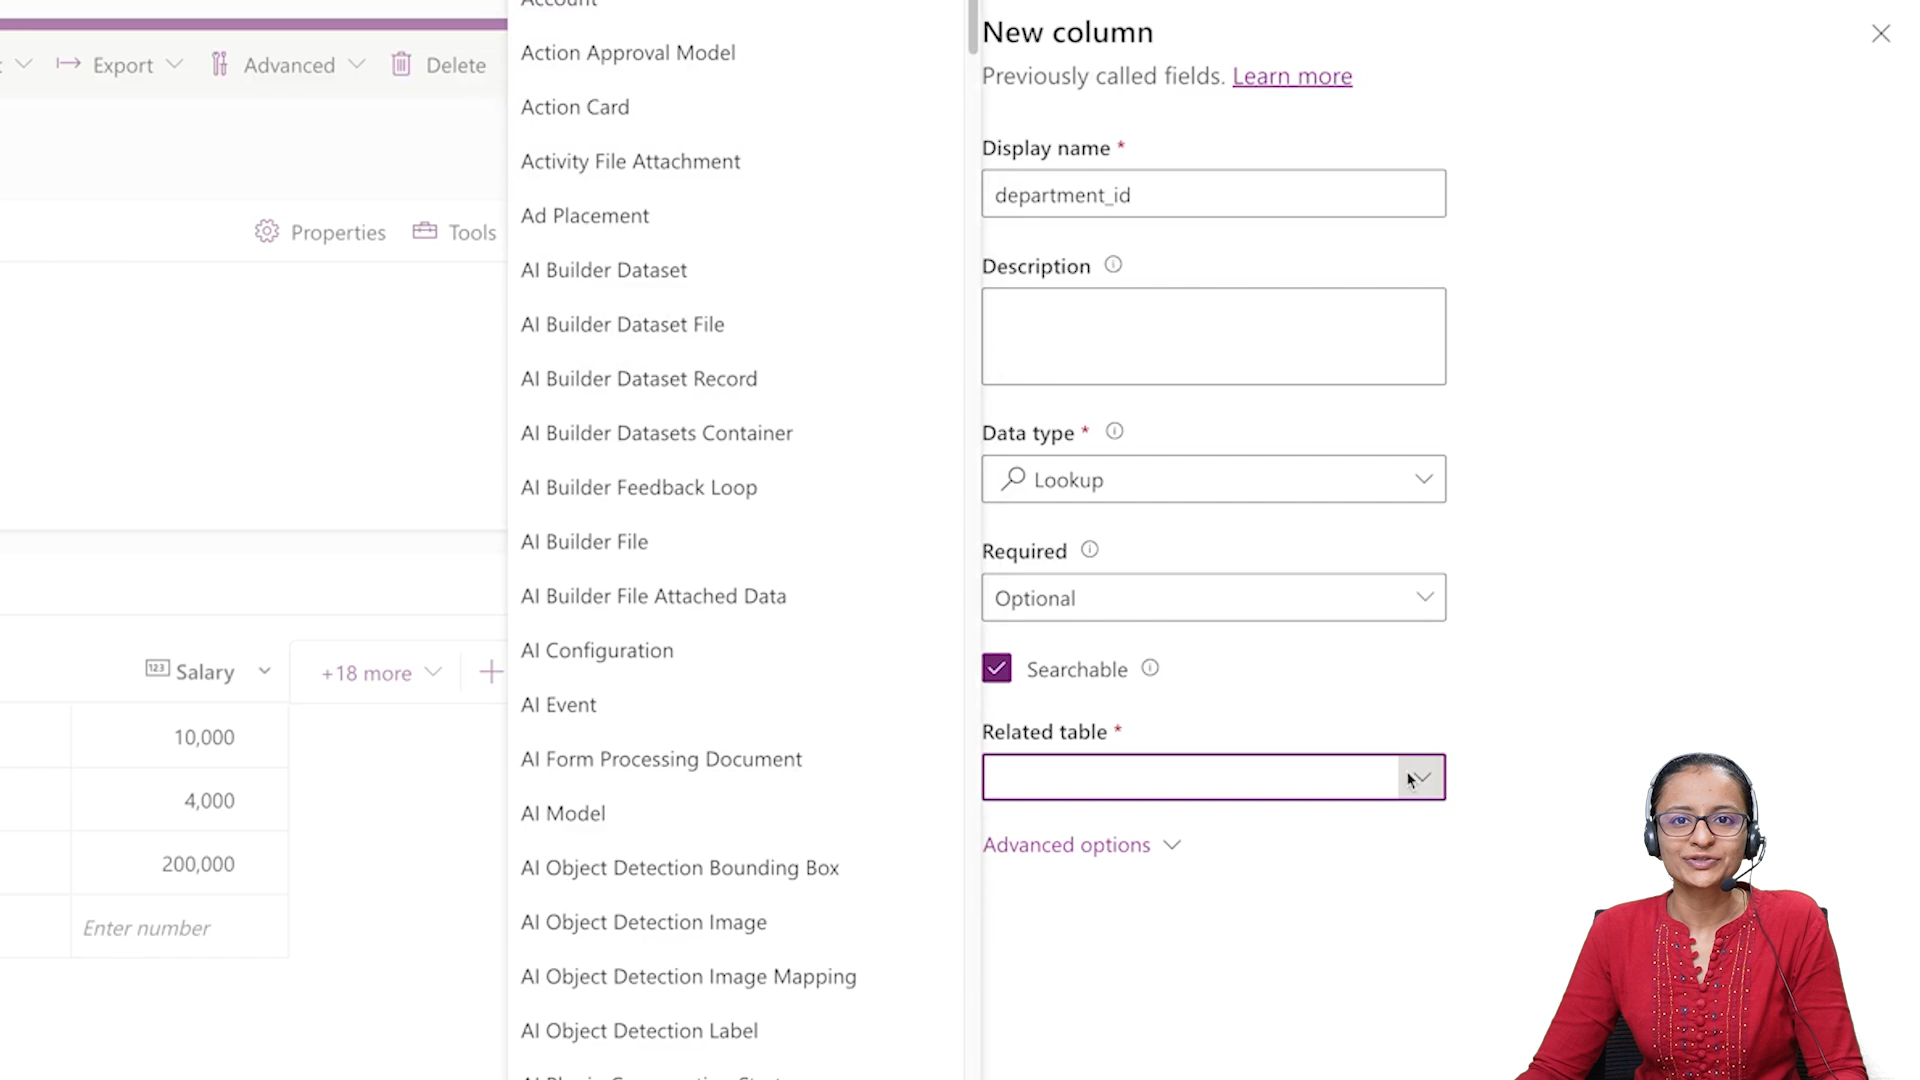 Export
Advanced
Delete
Properties
Tools
Salary
+18 more
10,000
4,000
200,000
Enter number
Account
Action Approval Model
Action Card
Activity File Attachment
Ad Placement
AI Builder Dataset
AI Builder Dataset File
AI Builder Dataset Record
AI Builder Datasets Container
AI Builder Feedback Loop
AI Builder File
AI Builder File Attached Data
AI Configuration
AI Event
AI Form Processing Document
AI Model
AI Object Detection Bounding Box
AI Object Detection Image
AI Object Detection Image Mapping
AI Object Detection Label
New column
Previously called fields. Learn more
Display name *
department_id
Description
Data type *
Lookup
Required
Optional
Searchable
Related table *
Advanced options